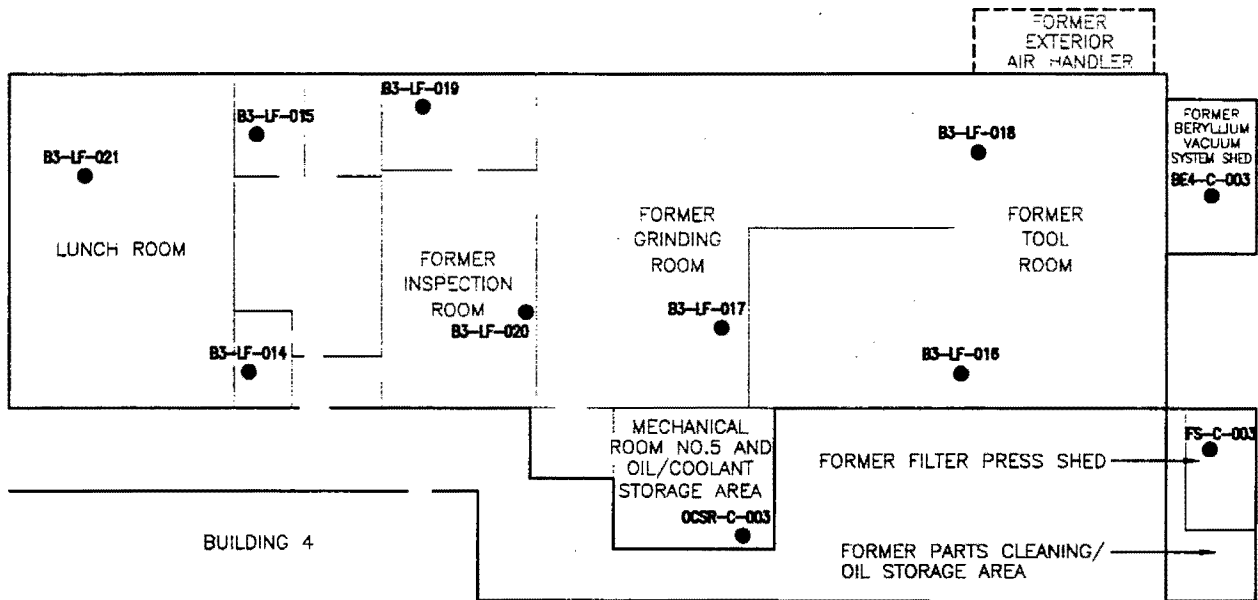 FORMER
EXTERIOR
AIR HANDLER
B3-LF-019
B3-LF-015
B3-LF-021
B3-LF-018
FORMER
BERYLLIUM
VACUUM
SYSTEM SHED
BE4-C-003
LUNCH ROOM
FORMER
INSPECTION
ROOM
FORMER
GRINDING
ROOM
FORMER
TOOL
ROOM
B3-LF-020
B3-LF-017
B3-LF-014
B3-LF-016
MECHANICAL
ROOM NO.5 AND
OIL/COOLANT
STORAGE AREA
OCSR-C-003
FS-C-003
FORMER FILTER PRESS SHED
BUILDING 4
FORMER PARTS CLEANING/
OIL STORAGE AREA